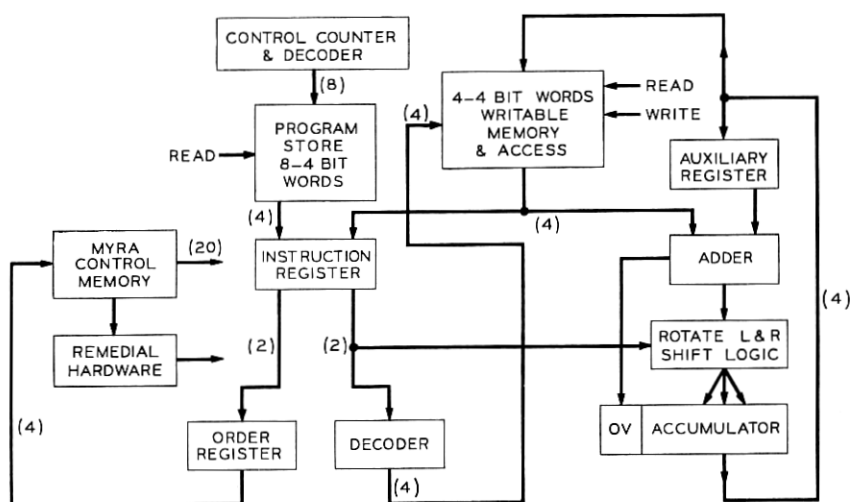 CONTROL COUNTER
& DECODER
(8)
PROGRAM
STORE
8-4 BIT
WORDS
READ
(4)
4-4 BIT WORDS
WRITABLE
MEMORY
& ACCESS
READ
WRITE
(4)
AUXILIARY
REGISTER
(4)
MYRA
CONTROL
MEMORY
(20)
INSTRUCTION
REGISTER
ADDER
(4)
REMEDIAL
HARDWARE
(2)
(2)
ROTATE L&R
SHIFT LOGIC
(4)
ORDER
REGISTER
DECODER
(4)
OV
ACCUMULATOR